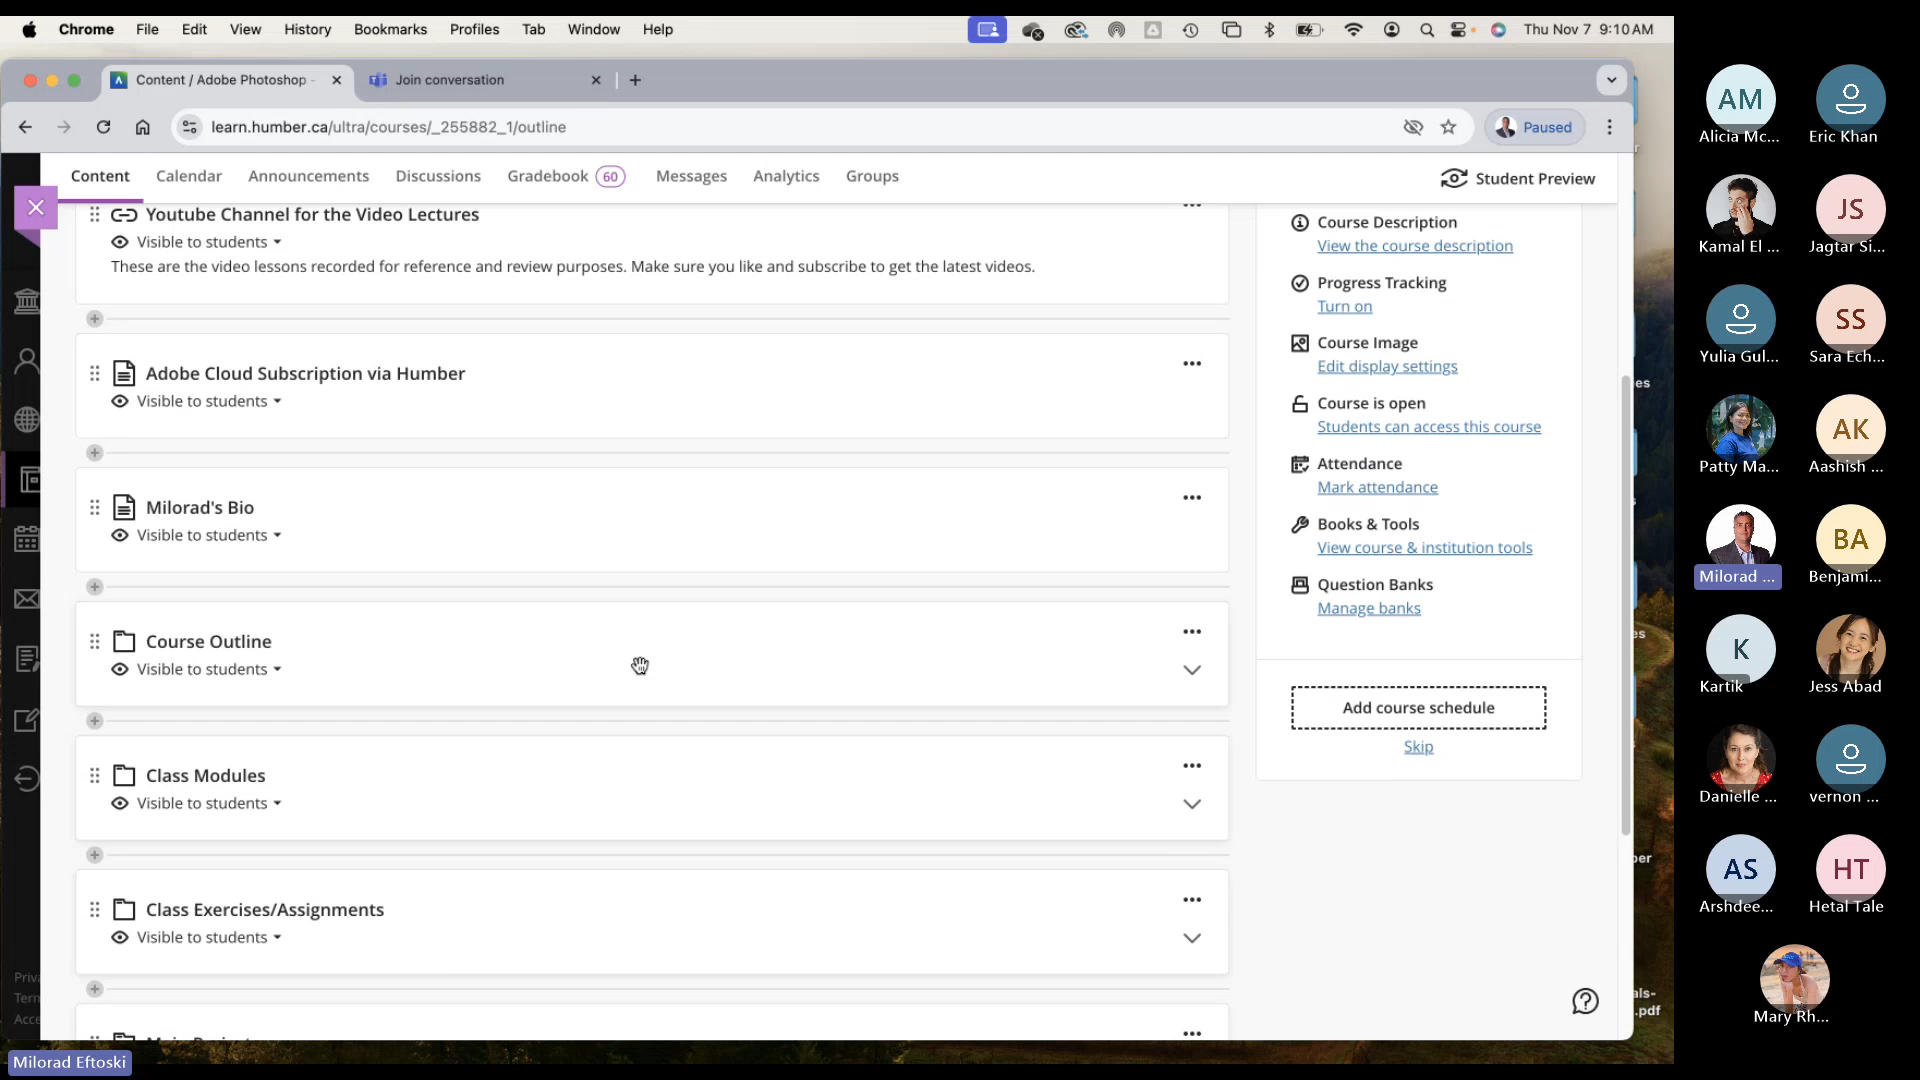 Chrome File Edit View History Bookmarks Profiles Tab Window Help Thu Nov 7 9:10 AM
Content / Adobe Photoshop - Join conversation
learn.humber.ca/ultra/courses/_255882_1/outline Paused
Content Calendar Announcements Discussions Gradebook 60 Messages Analytics Groups Student Preview
Youtube Channel for the Video Lectures
Visible to students
These are the video lessons recorded for reference and review purposes. Make sure you like and subscribe to get the latest videos.
Adobe Cloud Subscription via Humber
Visible to students
Milorad's Bio
Visible to students
Course Outline
Visible to students
Class Modules
Visible to students
Class Exercises/Assignments
Visible to students
Course Description
View the course description
Progress Tracking
Turn on
Course Image
Edit display settings
Course is open
Students can access this course
Attendance
Mark attendance
Books & Tools
View course & institution tools
Question Banks
Manage banks
Add course schedule
Skip
es
es
ber
als-
.pdf
Priva
Term
Acce
AM
Alicia Mc...
Eric Khan
Kamal El ...
JS
Jagtar Si...
Yulia Gul...
SS
Sara Ech...
Patty Ma...
AK
Aashish ...
Milorad ...
BA
Benjami...
K
Kartik
Jess Abad
Danielle ...
vernon ...
AS
Arshdee...
HT
Hetal Tale
Mary Rh...
Milorad Eftoski